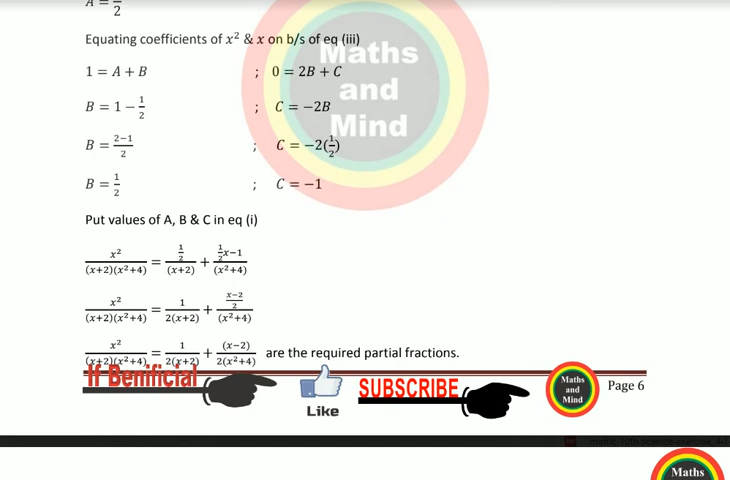 A = 1/2
Equating coefficients of x² & x on b/s of eq (iii)
1 = A + B ; 0 = 2B + C
B = 1 − 1/2 ; C = −2B
B = (2−1)/2 ; C = −2(1/2)
B = 1/2 ; C = −1
Put values of A, B & C in eq (i)
x²/((x+2)(x²+4)) = (1/2)/(x+2) + ((1/2)x−1)/(x²+4)
x²/((x+2)(x²+4)) = 1/(2(x+2)) + ((x−2)/2)/(x²+4)
x²/((x+2)(x²+4)) = 1/(2(x+2)) + (x−2)/(2(x²+4)) are the required partial fractions.
Maths
and
Mind
If Benificial
Like
SUBSCRIBE
Maths
and
Mind
Page 6
Maths